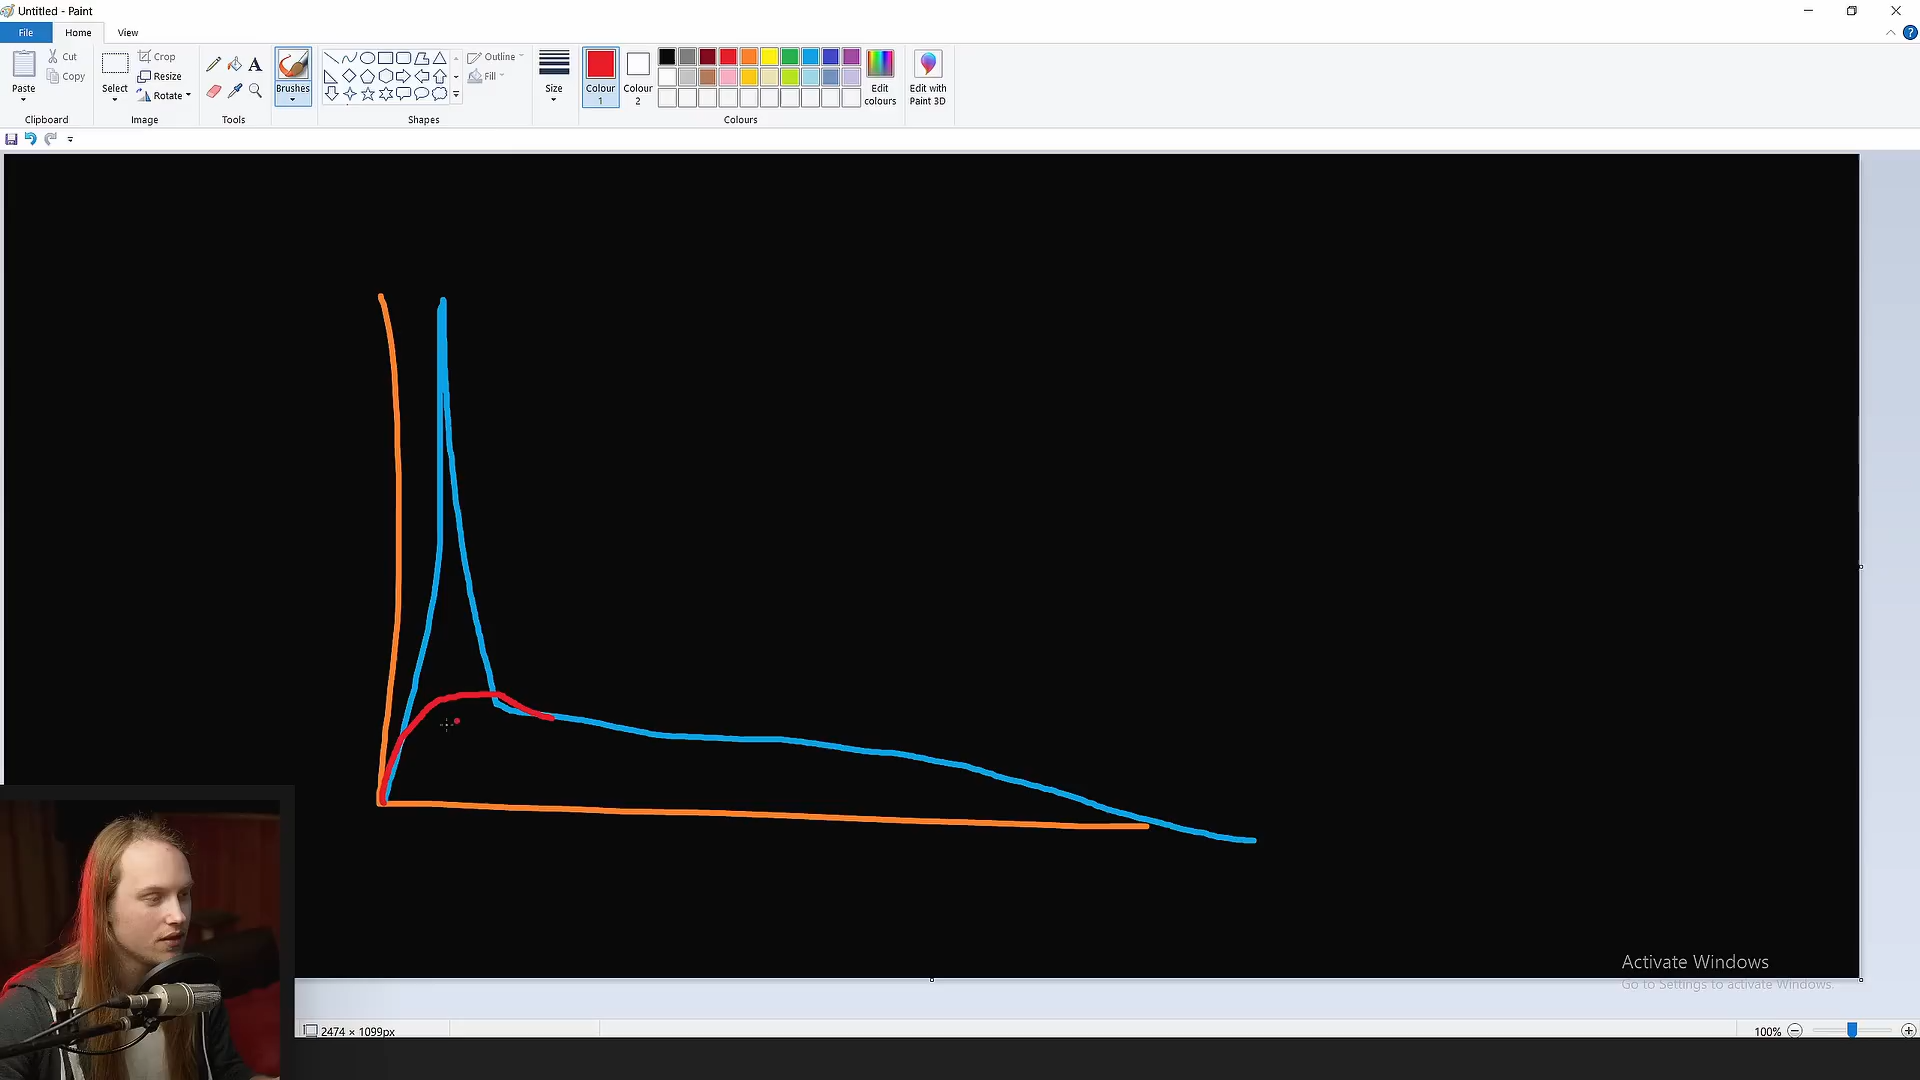 Untitled - Paint
File Home View
Paste
Cut
Copy
Clipboard
Select
Crop
Resize
Rotate
Image
A
Tools
Brushes
Outline
Fill
Shapes
Size
Colour
1
Colour
2
Colours
Edit
colours
Edit with
Paint 3D
?
Activate Windows
Go to Settings to activate Windows.
2474 × 1099px
100%